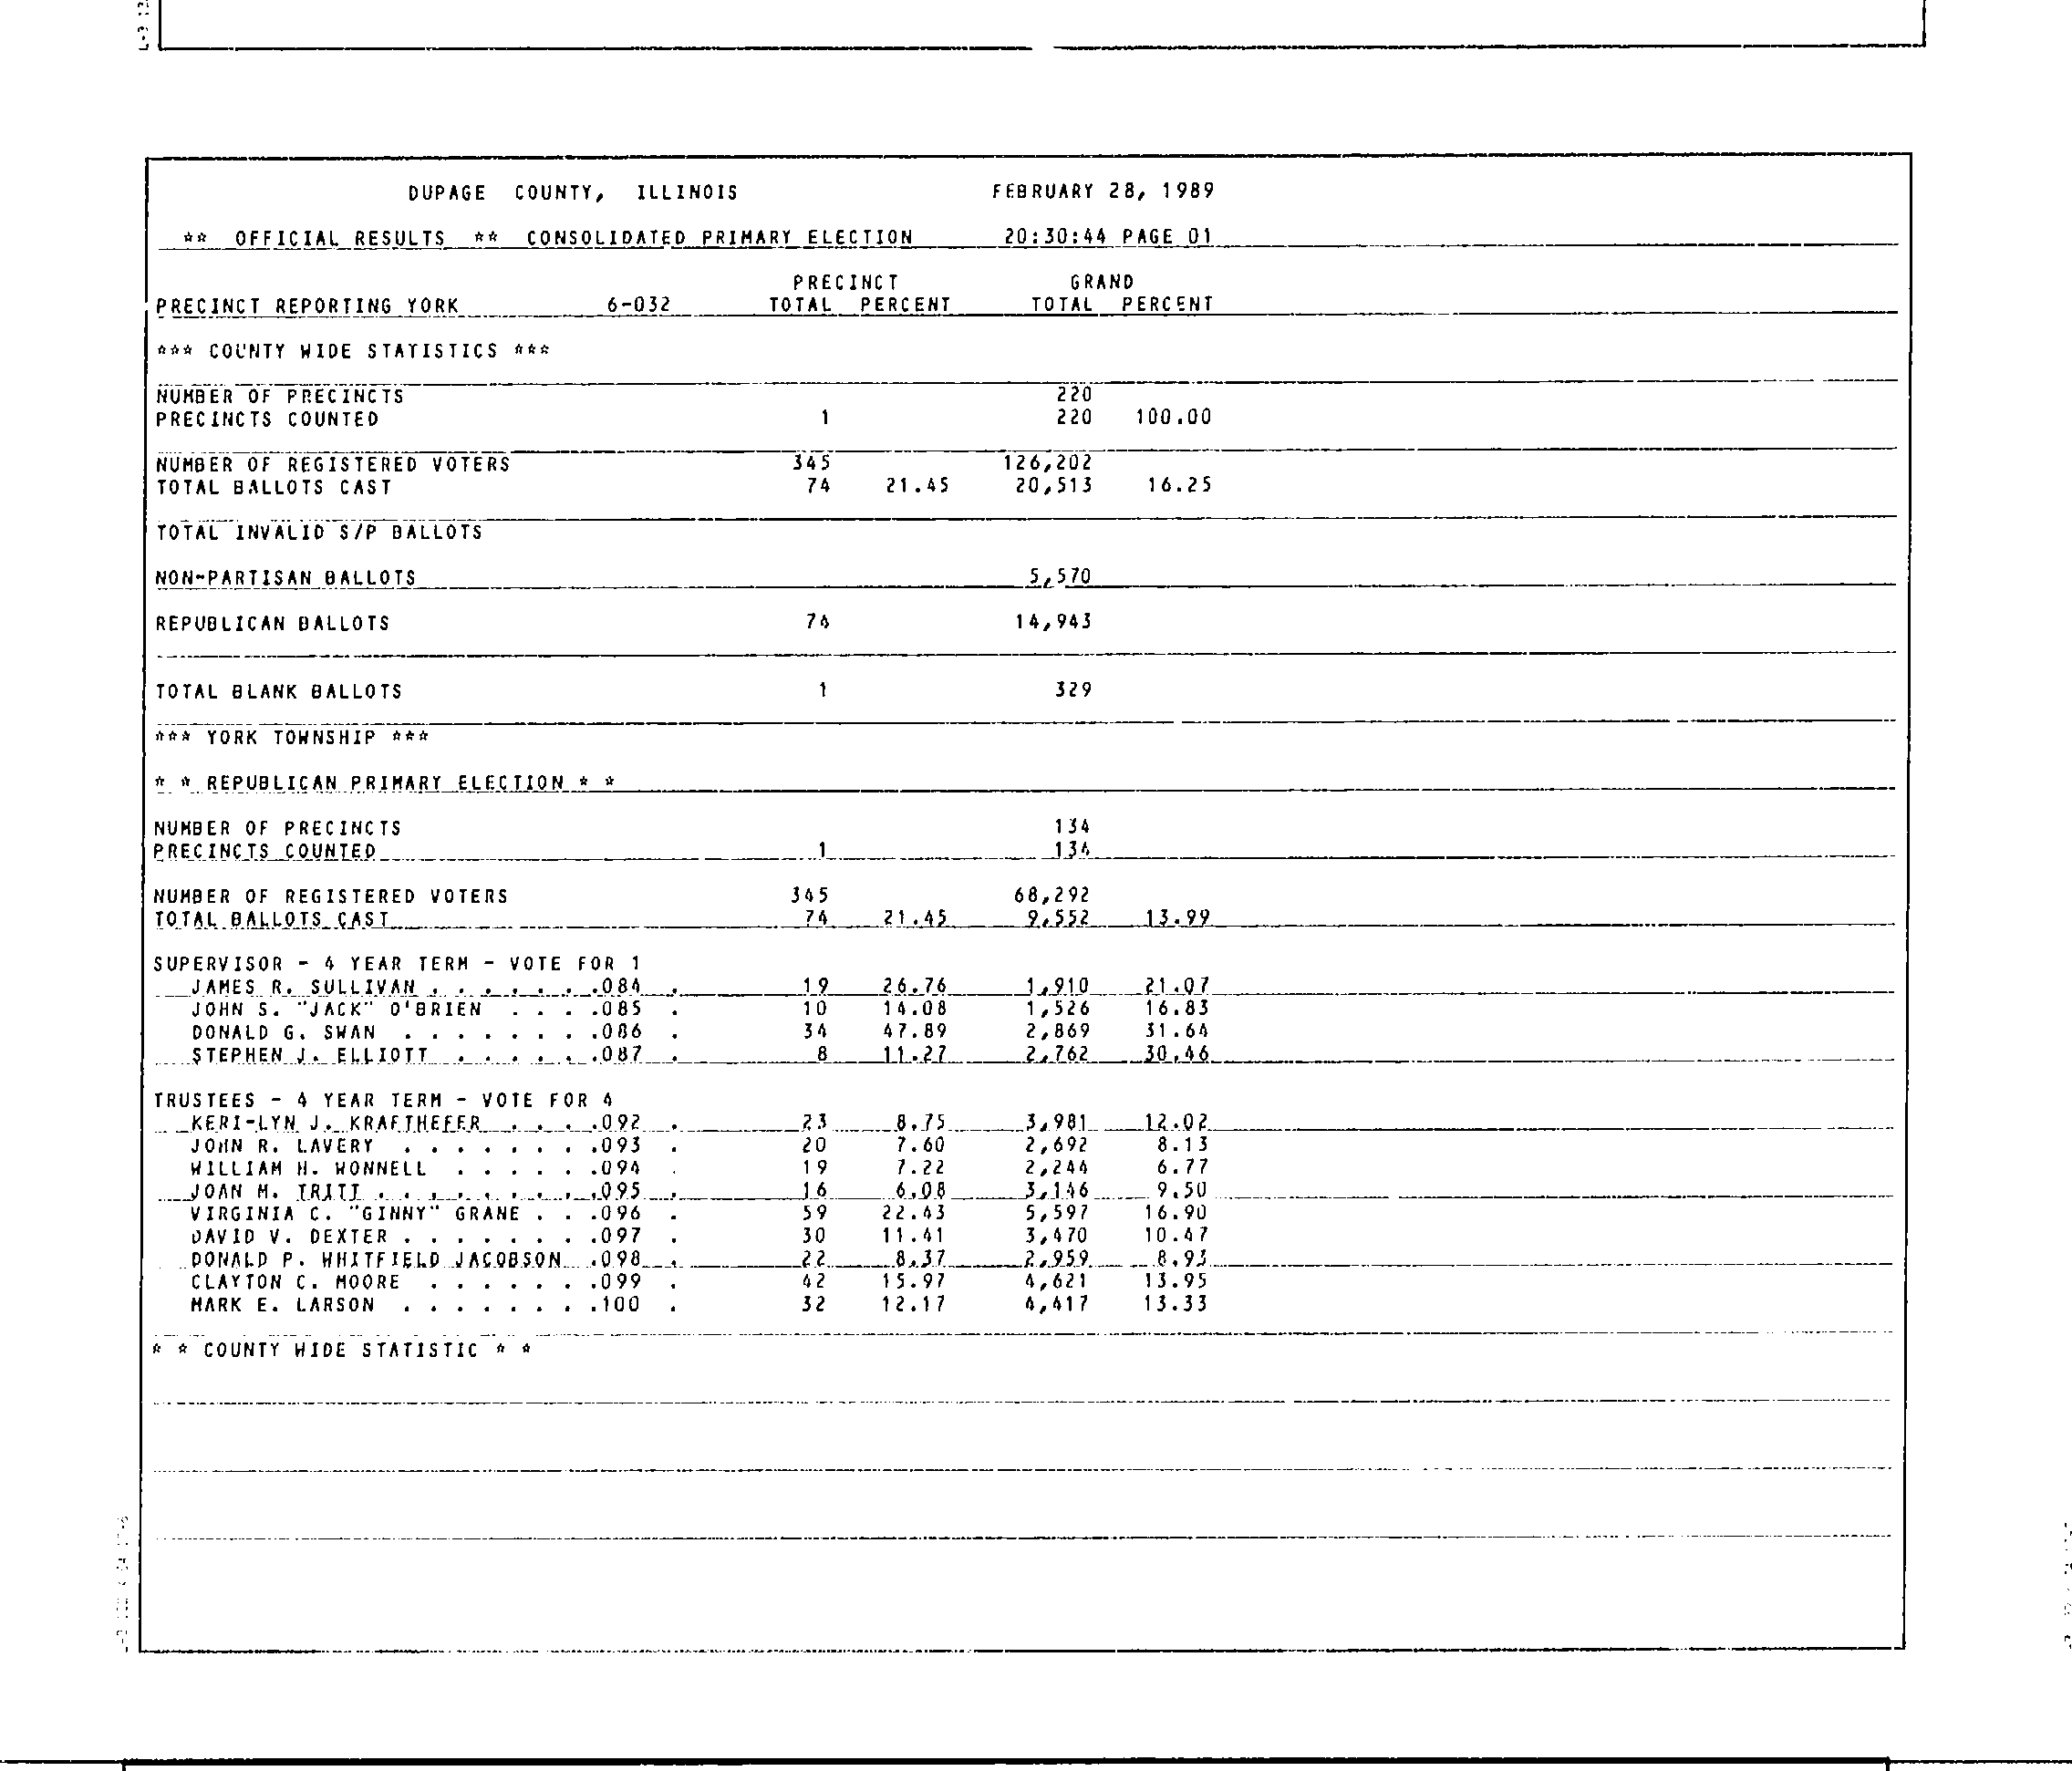 DUPAGE COUNTY, ILLINOIS FEBRUARY 28, 1989
** OFFICIAL RESULTS ** CONSOLIDATED PRIMARY ELECTION 20:30:44 PAGE 01
PRECINCT GRAND
PRECINCT REPORTING YORK 6-032 TOTAL PERCENT TOTAL PERCENT
*** COUNTY WIDE STATISTICS ***
NUMBER OF PRECINCTS 220
PRECINCTS COUNTED 1 220 100.00
NUMBER OF REGISTERED VOTERS 345 126,202
TOTAL BALLOTS CAST 74 21.45 20,513 16.25
TOTAL INVALID S/P BALLOTS
NON-PARTISAN BALLOTS 5,570
REPUBLICAN BALLOTS 74 14,943
TOTAL BLANK BALLOTS 1 329
*** YORK TOWNSHIP ***
* * REPUBLICAN PRIMARY ELECTION * *
NUMBER OF PRECINCTS 134
PRECINCTS COUNTED 1 134
NUMBER OF REGISTERED VOTERS 345 68,292
TOTAL BALLOTS CAST 74 21.45 9,552 13.99
SUPERVISOR - 4 YEAR TERM - VOTE FOR 1
JAMES R. SULLIVAN . . . . . . .084 . 19 26.76 1,910 21.07
JOHN S. "JACK" O'BRIEN . . . .085 . 10 14.08 1,526 16.83
DONALD G. SWAN . . . . . . . .086 . 34 47.89 2,869 31.64
STEPHEN J. ELLIOTT . . . . . .087 . 8 11.27 2,762 30.46
TRUSTEES - 4 YEAR TERM - VOTE FOR 4
KERI-LYN J. KRAFTHEFER . . . .092 . 23 8.75 3,981 12.02
JOHN R. LAVERY . . . . . . . .093 . 20 7.60 2,692 8.13
WILLIAM H. WONNELL . . . . . .094 . 19 7.22 2,244 6.77
JOAN M. TRITT . . . . . . . . .095 . 16 6.08 3,146 9.50
VIRGINIA C. "GINNY" GRANE . . .096 . 59 22.43 5,597 16.90
DAVID V. DEXTER . . . . . . . .097 . 30 11.41 3,470 10.47
DONALD P. WHITFIELD JACOBSON .098 . 22 8.37 2,959 8.93
CLAYTON C. MOORE . . . . . . .099 . 42 15.97 4,621 13.95
MARK E. LARSON . . . . . . . .100 . 32 12.17 4,417 13.33
* * COUNTY WIDE STATISTIC * *